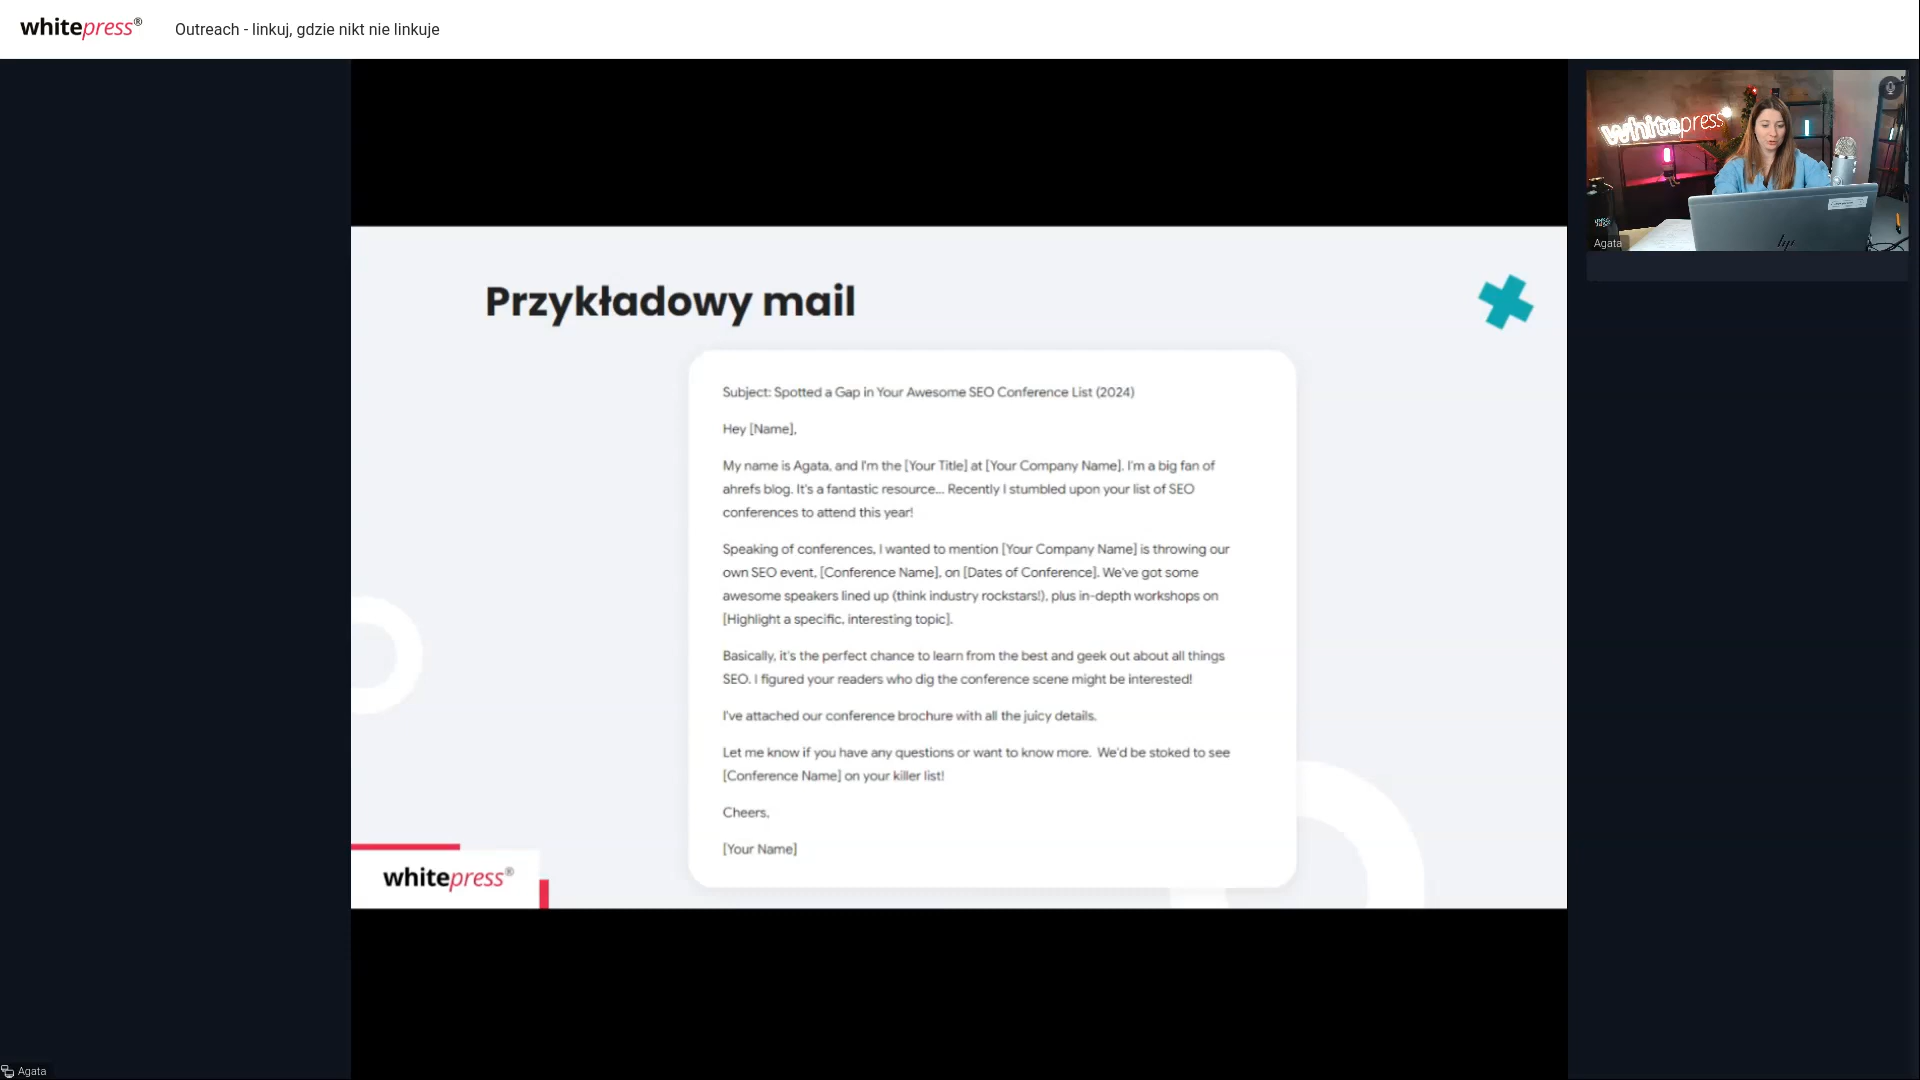 whitepress®
Outreach - linkuj, gdzie nikt nie linkuje
whitepress
hp
Agata
Przykładowy mail
Subject: Spotted a Gap in Your Awesome SEO Conference List (2024)
Hey [Name],
My name is Agata, and I'm the [Your Title] at [Your Company Name]. I'm a big fan of
ahrefs blog. It's a fantastic resource... Recently I stumbled upon your list of SEO
conferences to attend this year!
Speaking of conferences, I wanted to mention [Your Company Name] is throwing our
own SEO event, [Conference Name], on [Dates of Conference]. We've got some
awesome speakers lined up (think industry rockstars!), plus in-depth workshops on
[Highlight a specific, interesting topic].
Basically, it's the perfect chance to learn from the best and geek out about all things
SEO. I figured your readers who dig the conference scene might be interested!
I've attached our conference brochure with all the juicy details.
Let me know if you have any questions or want to know more. We'd be stoked to see
[Conference Name] on your killer list!
Cheers,
[Your Name]
whitepress®
Agata